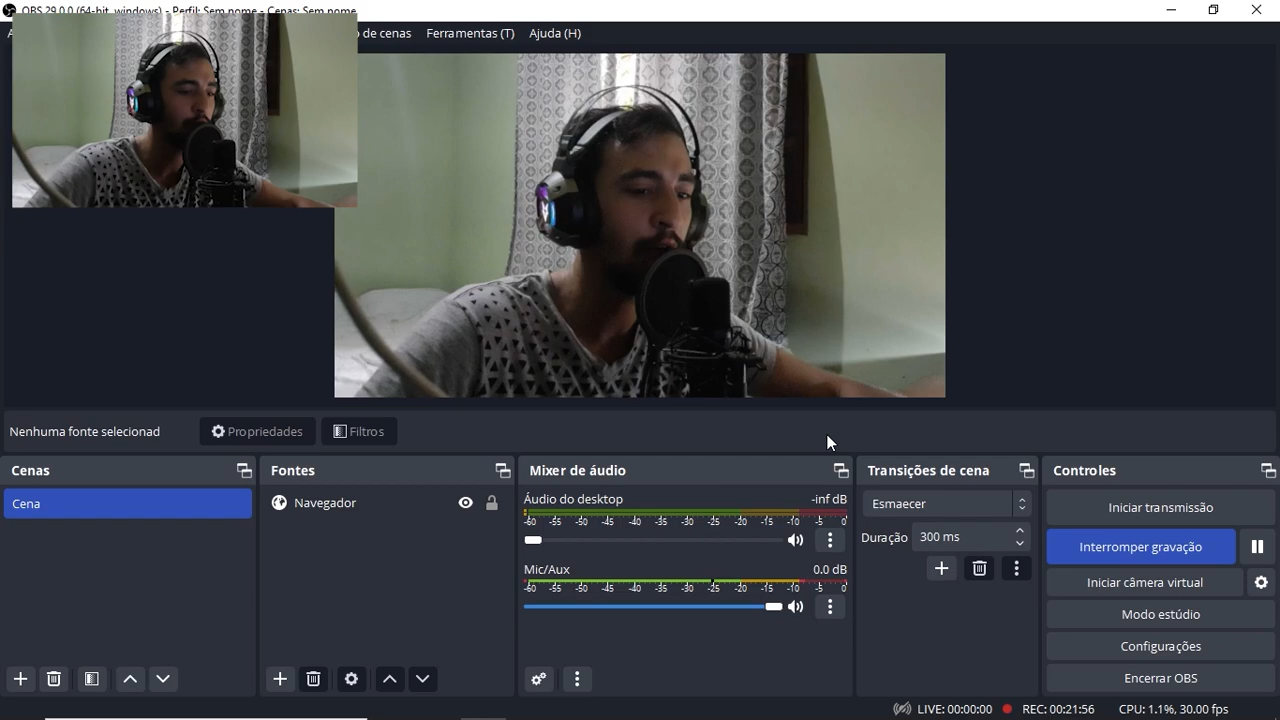 OBS 29.0.0 (64-bit, windows) - Perfil: Sem nome - Cenas: Sem nome
o de cenas Ferramentas (T) Ajuda (H)
Nenhuma fonte selecionad Propriedades Filtros
Cenas
Cena
Fontes
Navegador
Mixer de áudio
Áudio do desktop -inf dB
-60 -55 -50 -45 -40 -35 -30 -25 -20 -15 -10 -5 0
Mic/Aux 0.0 dB
-60 -55 -50 -45 -40 -35 -30 -25 -20 -15 -10 -5 0
Transições de cena
Esmaecer
Duração 300 ms
Controles
Iniciar transmissão
Interromper gravação
Iniciar câmera virtual
Modo estúdio
Configurações
Encerrar OBS
LIVE: 00:00:00 REC: 00:21:56 CPU: 1.1%, 30.00 fps